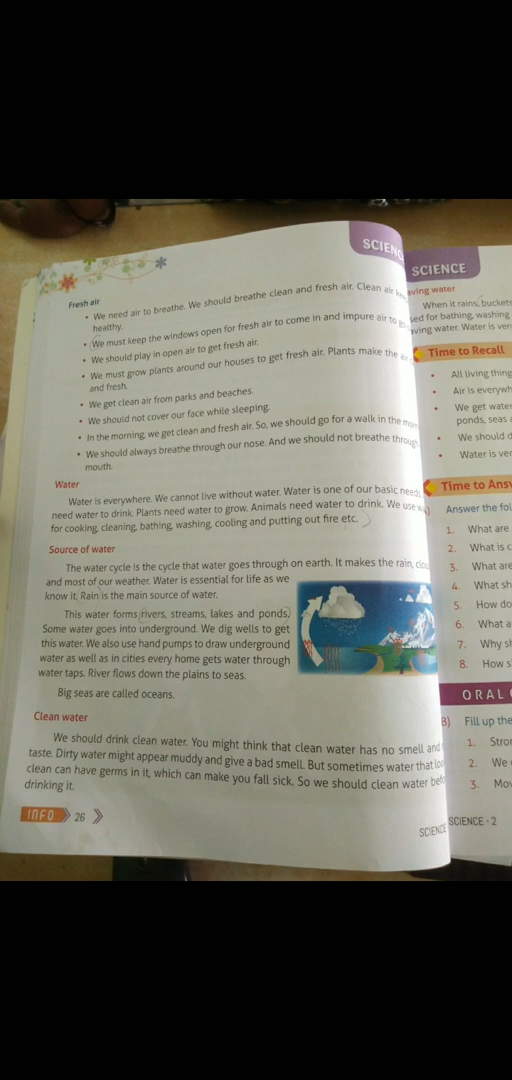 SCIENC
Fresh air
• We need air to breathe. We should breathe clean and fresh air. Clean air
healthy.
• We must keep the windows open for fresh air to come in and impure air to
• We should play in open air to get fresh air.
• We must grow plants around our houses to get fresh air. Plants make the
and fresh.
• We get clean air from parks and beaches.
• We should not cover our face while sleeping.
• In the morning, we get clean and fresh air. So, we should go for a walk in the
• We should always breathe through our nose. And we should not breathe through
mouth.
Water
Water is everywhere. We cannot live without water. Water is one of our basic needs
need water to drink. Plants need water to grow. Animals need water to drink. We use
for cooking, cleaning, bathing, washing, cooling and putting out fire etc.
Source of water
The water cycle is the cycle that water goes through on earth. It makes the rain, clou
and most of our weather. Water is essential for life as we
know it. Rain is the main source of water.
This water forms rivers, streams, lakes and ponds.
Some water goes into underground. We dig wells to get
this water. We also use hand pumps to draw underground
water as well as in cities every home gets water through
water taps. River flows down the plains to seas.
Big seas are called oceans.
Clean water
We should drink clean water. You might think that clean water has no smell and
taste. Dirty water might appear muddy and give a bad smell. But sometimes water that loo
clean can have germs in it, which can make you fall sick. So we should clean water befo
drinking it.
INFO 26
SCIENCE
SCIENCE
aving water
When it rains, buckets
sed for bathing, washing
aving water. Water is ver
Time to Recall
• All living thing
• Air is everywh
• We get water
ponds, seas
• We should d
• Water is ver
Time to Answ
Answer the fol
1. What are
2. What is c
3. What are
4. What sh
5. How do
6. What a
7. Why sh
8. How s
ORAL
B) Fill up the
1. Stron
2. We
3. Mov
SCIENCE - 2